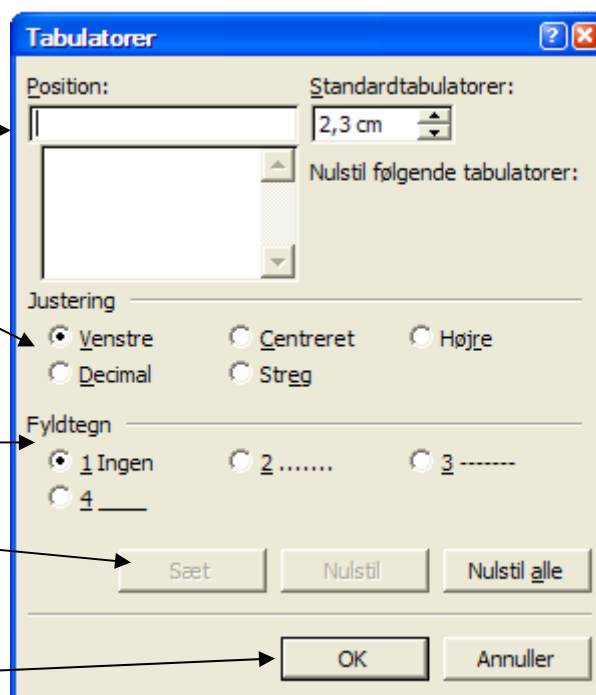 Tabulatorer
Position: Standardtabulatorer:
2,3 cm
Nulstil følgende tabulatorer:
Justering
Venstre Centreret Højre
Decimal Streg
Fyldtegn
1 Ingen 2 ....... 3 -------
4 ____
Sæt Nulstil Nulstil alle
OK Annuller